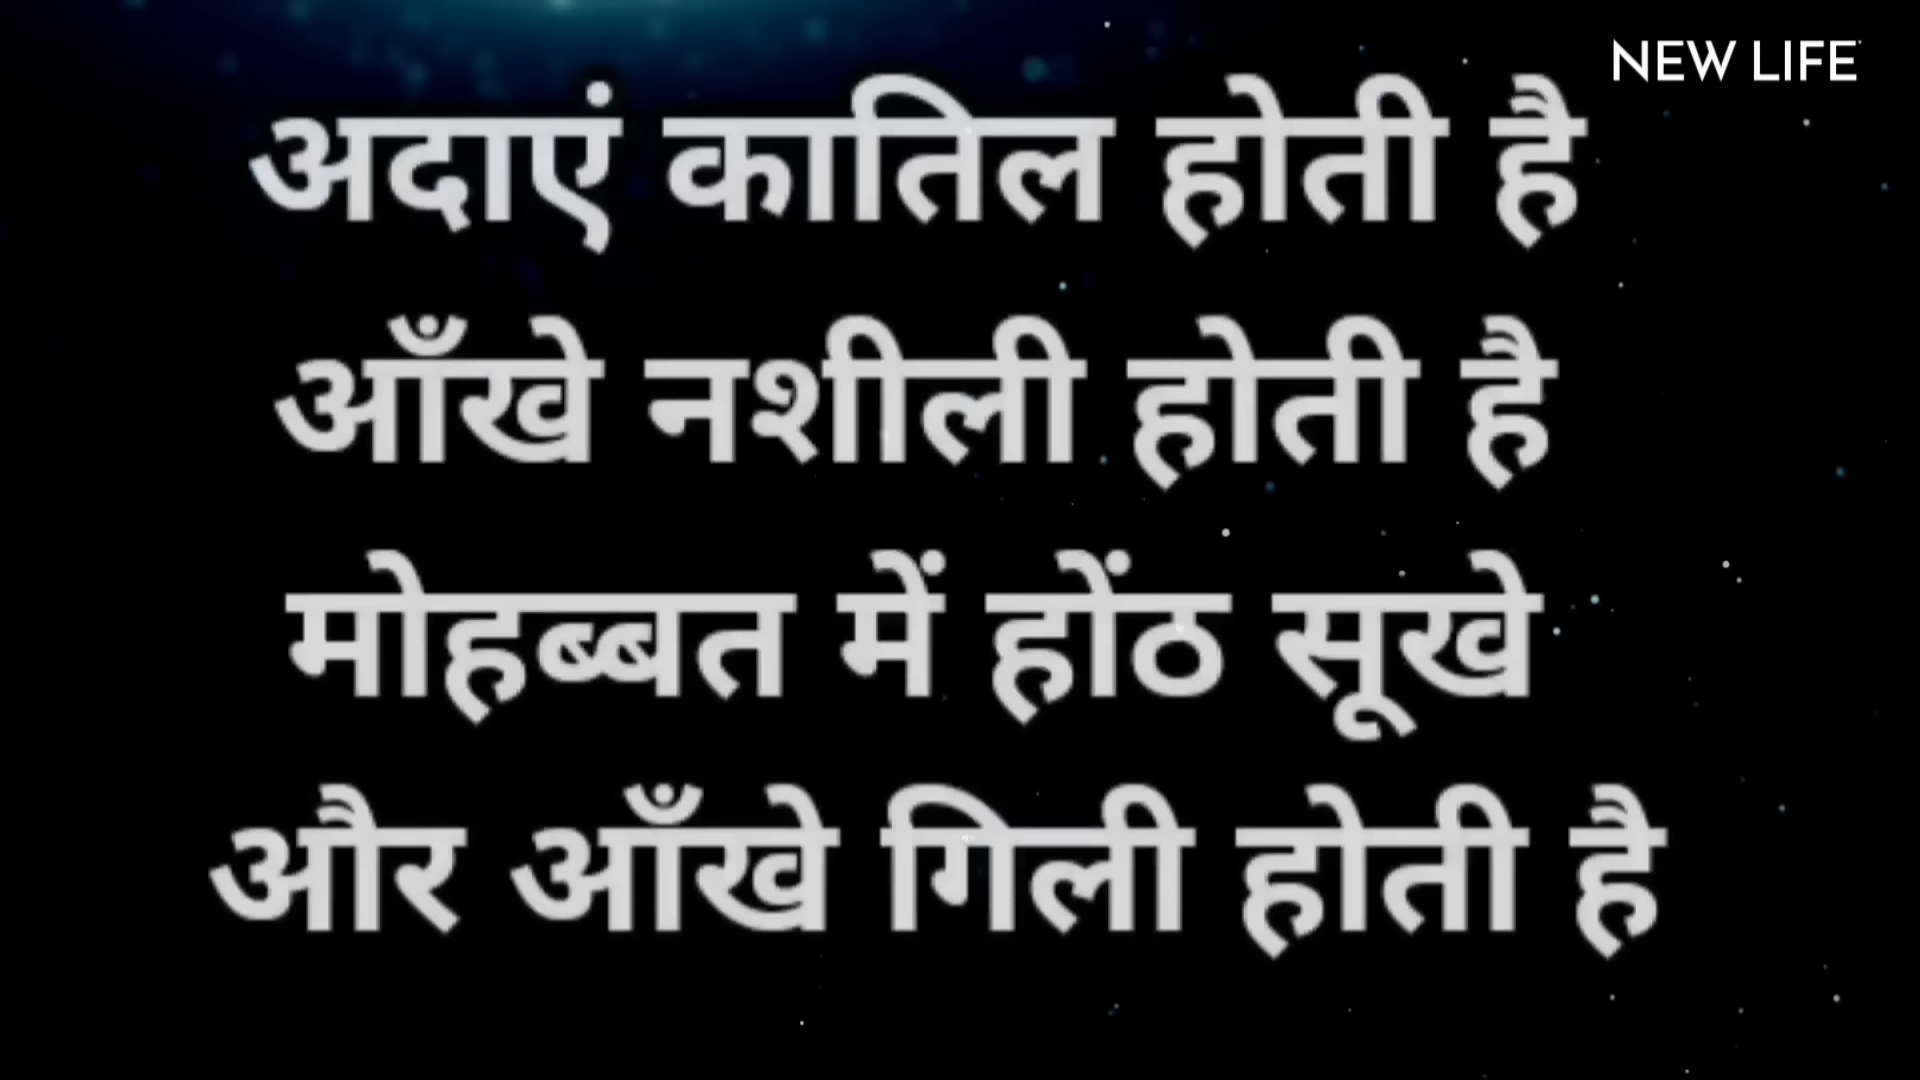 NEW LIFE
अदाएं कातिल होती है
आँखे नशीली होती है
मोहब्बत में होंठ सूखे
और आँखे गिली होती है